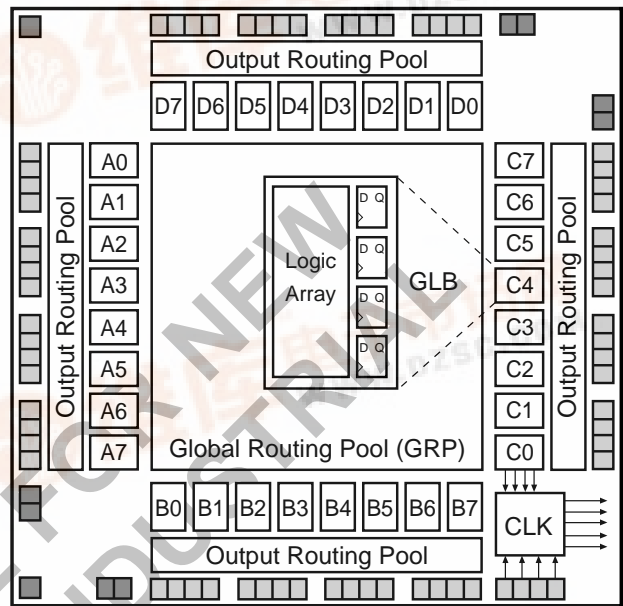 Output Routing Pool
D7 D6 D5 D4 D3 D2 D1 D0
Output Routing Pool
A0
A1
A2
A3
A4
A5
A6
A7
D Q
D Q
D Q
D Q
Logic
Array
GLB
Global Routing Pool (GRP)
C7
C6
C5
C4
C3
C2
C1
C0
Output Routing Pool
CLK
B0 B1 B2 B3 B4 B5 B6 B7
Output Routing Pool
FOR NEW
INDUSTRIAL